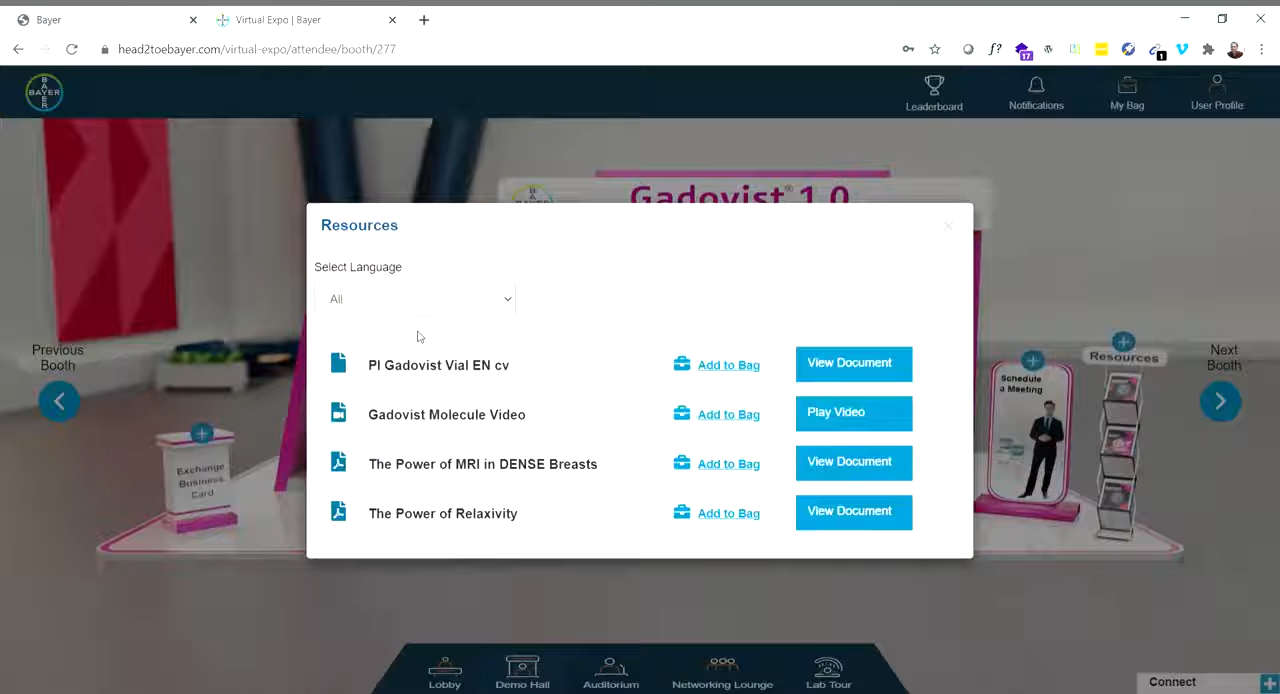 Bayer
Virtual Expo | Bayer
head2toebayer.com/virtual-expo/attendee/booth/277
f?
17
1
BAYER
BAYER
Leaderboard
Notifications
My Bag
User Profile
Gadovist® 1.0
Resources
Select Language
All
PI Gadovist Vial EN cv
Add to Bag
View Document
Gadovist Molecule Video
Add to Bag
Play Video
The Power of MRI in DENSE Breasts
Add to Bag
View Document
The Power of Relaxivity
Add to Bag
View Document
Previous
Booth
Next
Booth
Exchange
Business
Card
Schedule
a Meeting
Resources
Lobby
Demo Hall
Auditorium
Networking Lounge
Lab Tour
Connect